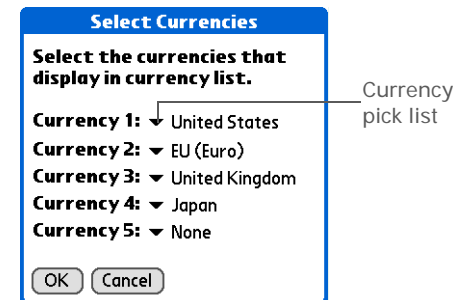 Select Currencies
Select the currencies that
display in currency list.
Currency 1: United States
Currency 2: EU (Euro)
Currency 3: United Kingdom
Currency 4: Japan
Currency 5: None
OK Cancel
Currency
pick list